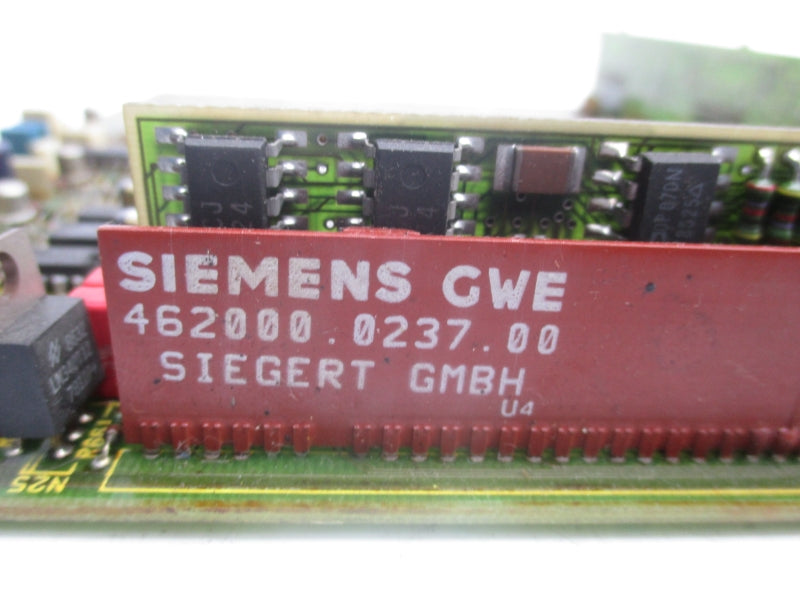 SIEMENS GWE
462000.0237.00
SIEGERT GMBH
U4